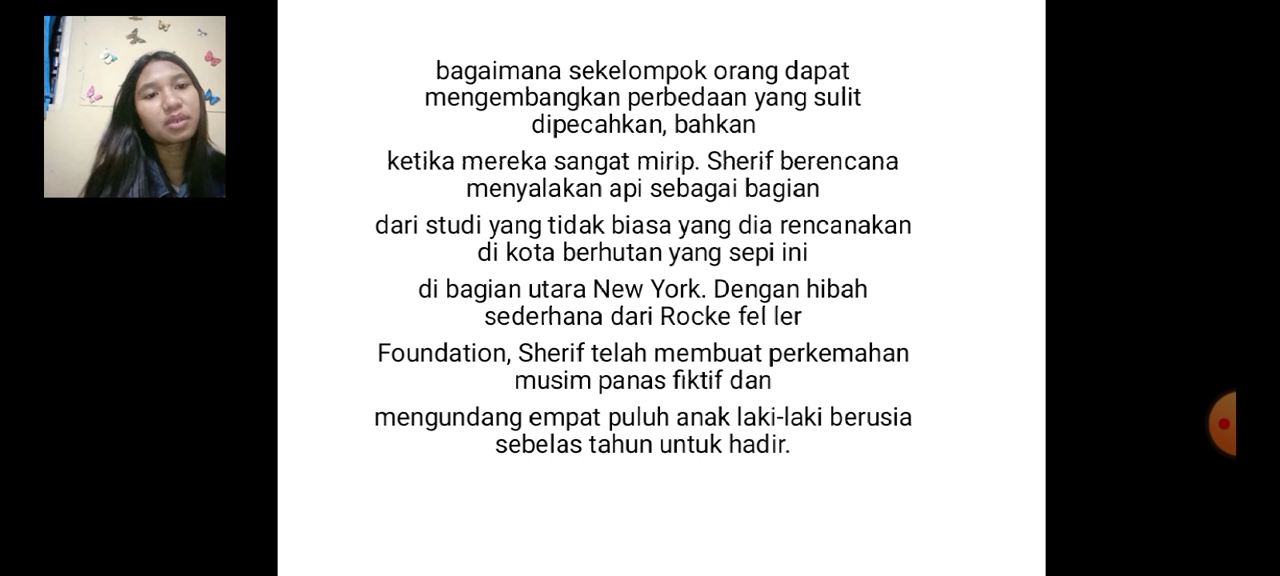 bagaimana sekelompok orang dapat
mengembangkan perbedaan yang sulit
dipecahkan, bahkan
ketika mereka sangat mirip. Sherif berencana
menyalakan api sebagai bagian
dari studi yang tidak biasa yang dia rencanakan
di kota berhutan yang sepi ini
di bagian utara New York. Dengan hibah
sederhana dari Rocke fel ler
Foundation, Sherif telah membuat perkemahan
musim panas fiktif dan
mengundang empat puluh anak laki-laki berusia
sebelas tahun untuk hadir.